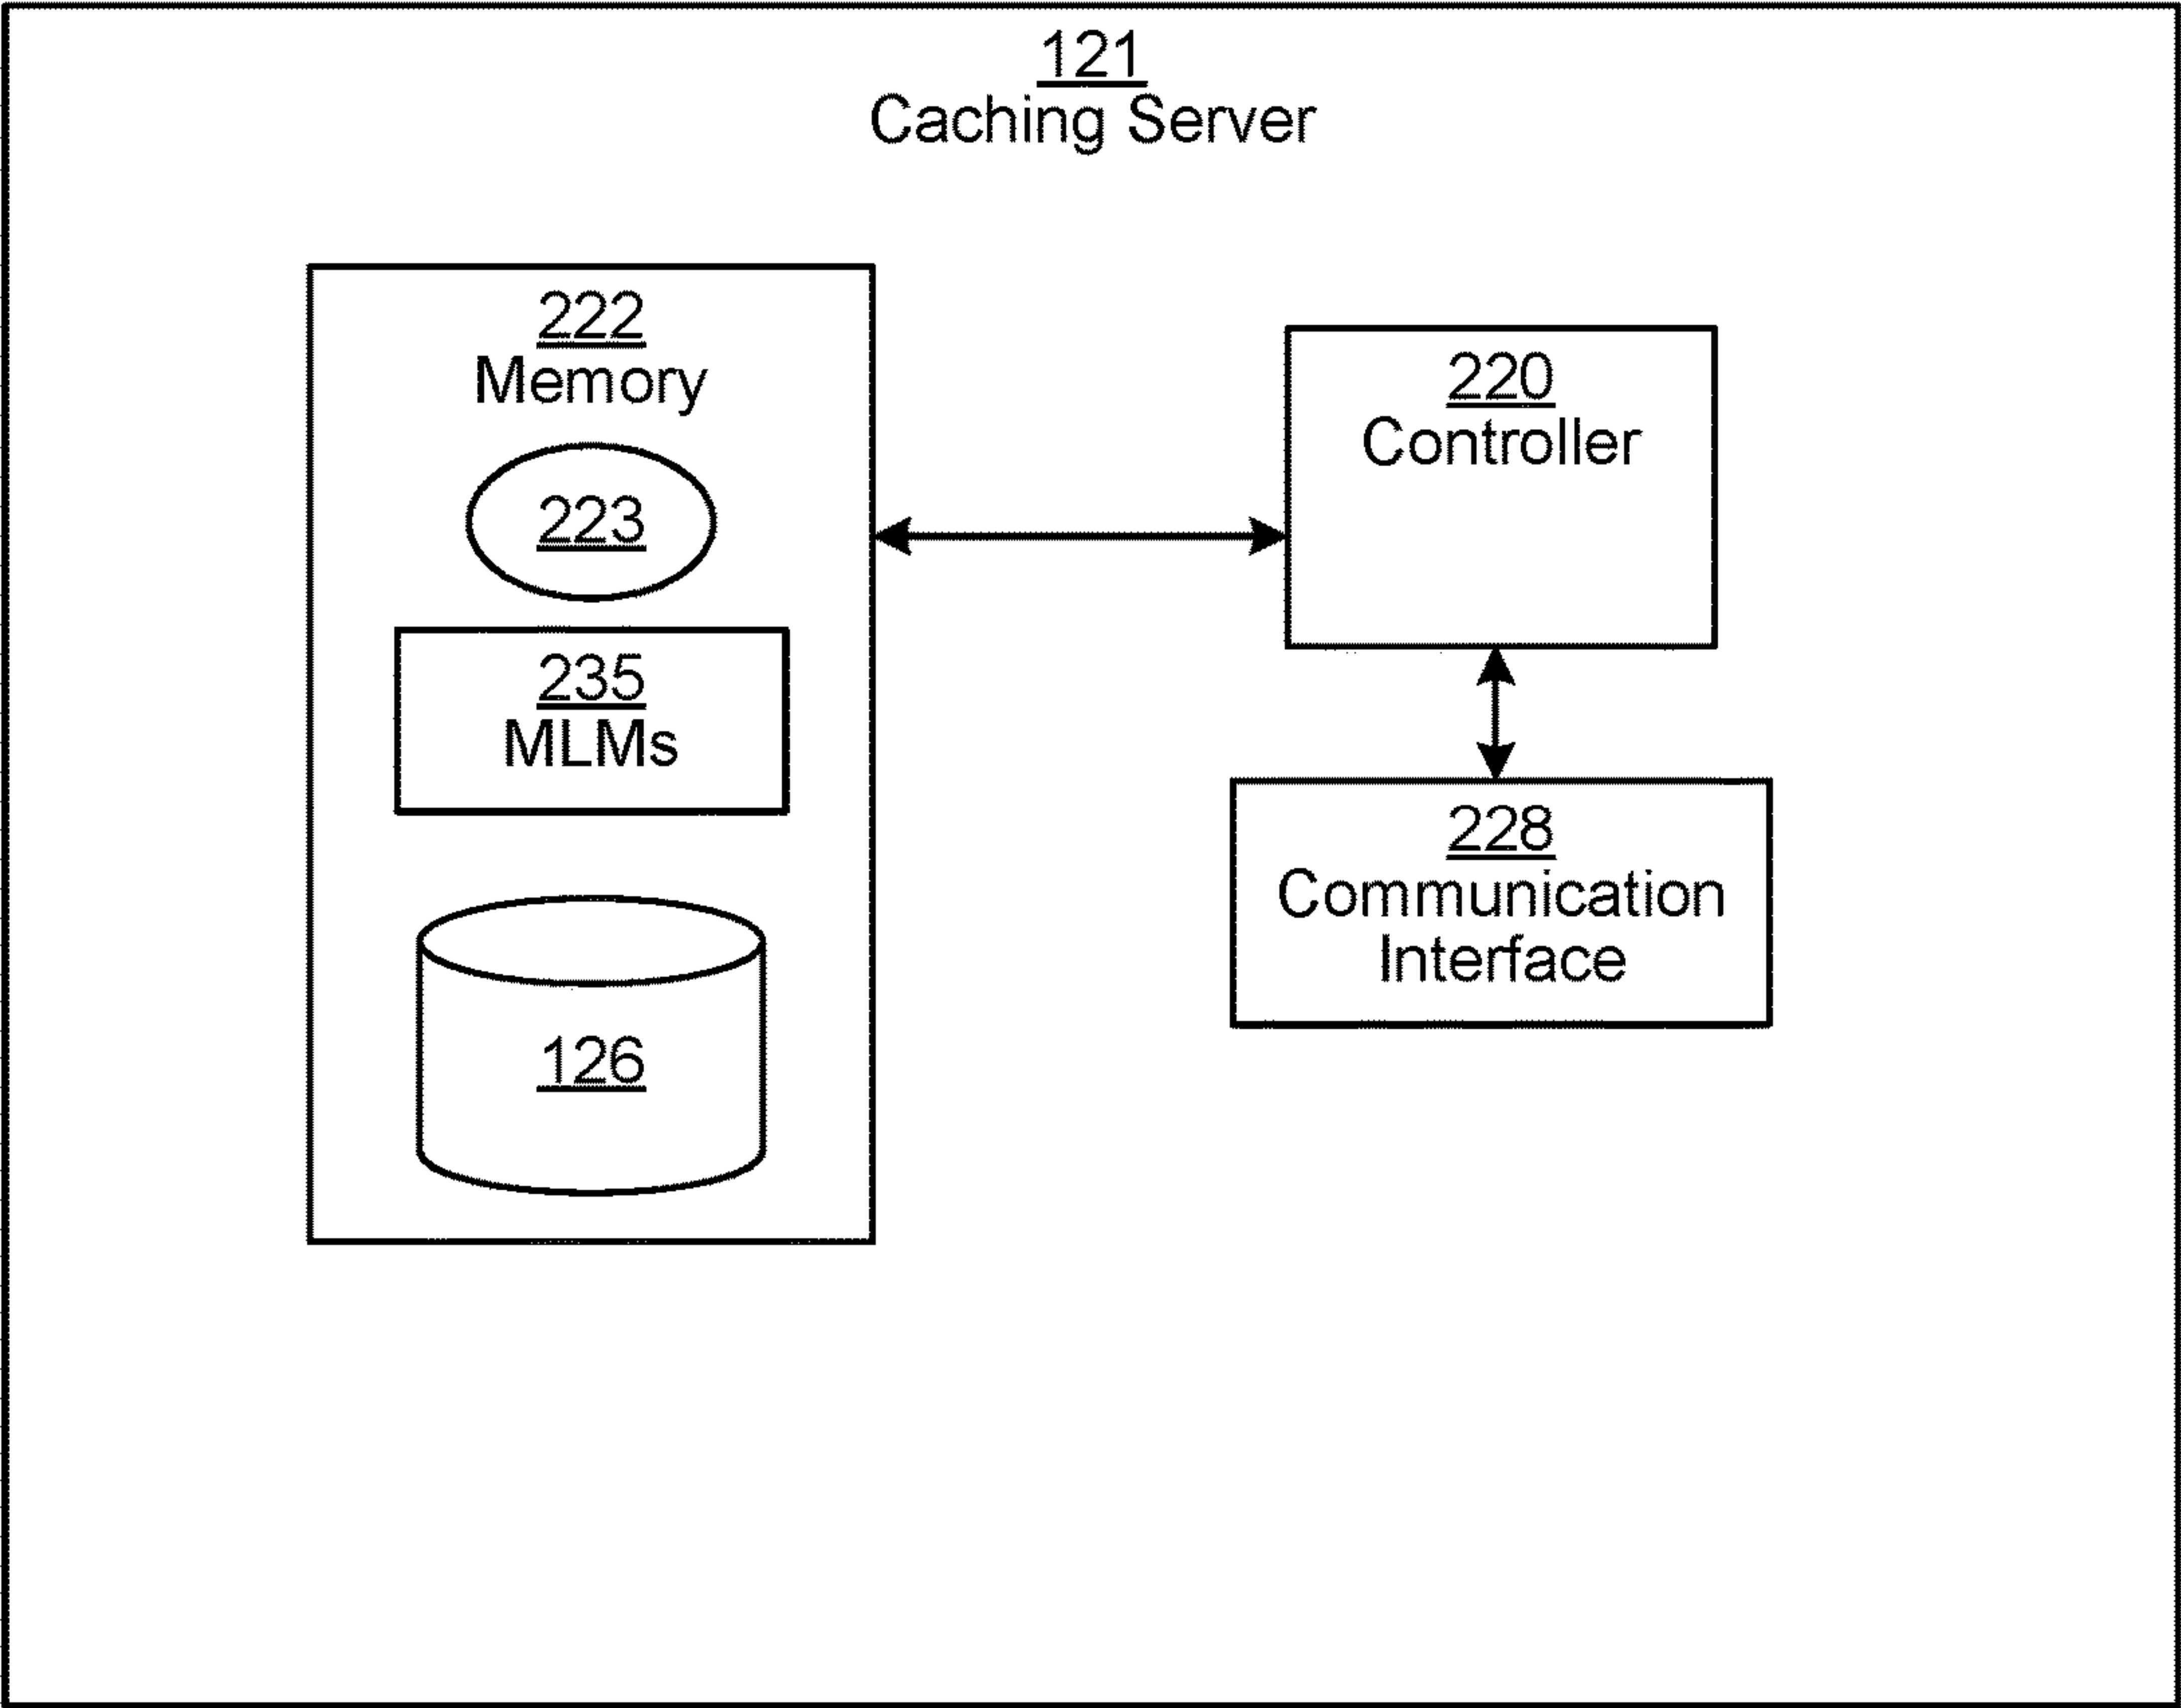 121
Caching Server
222
Memory
223
235
MLMs
126
220
Controller
228
Communication
Interface